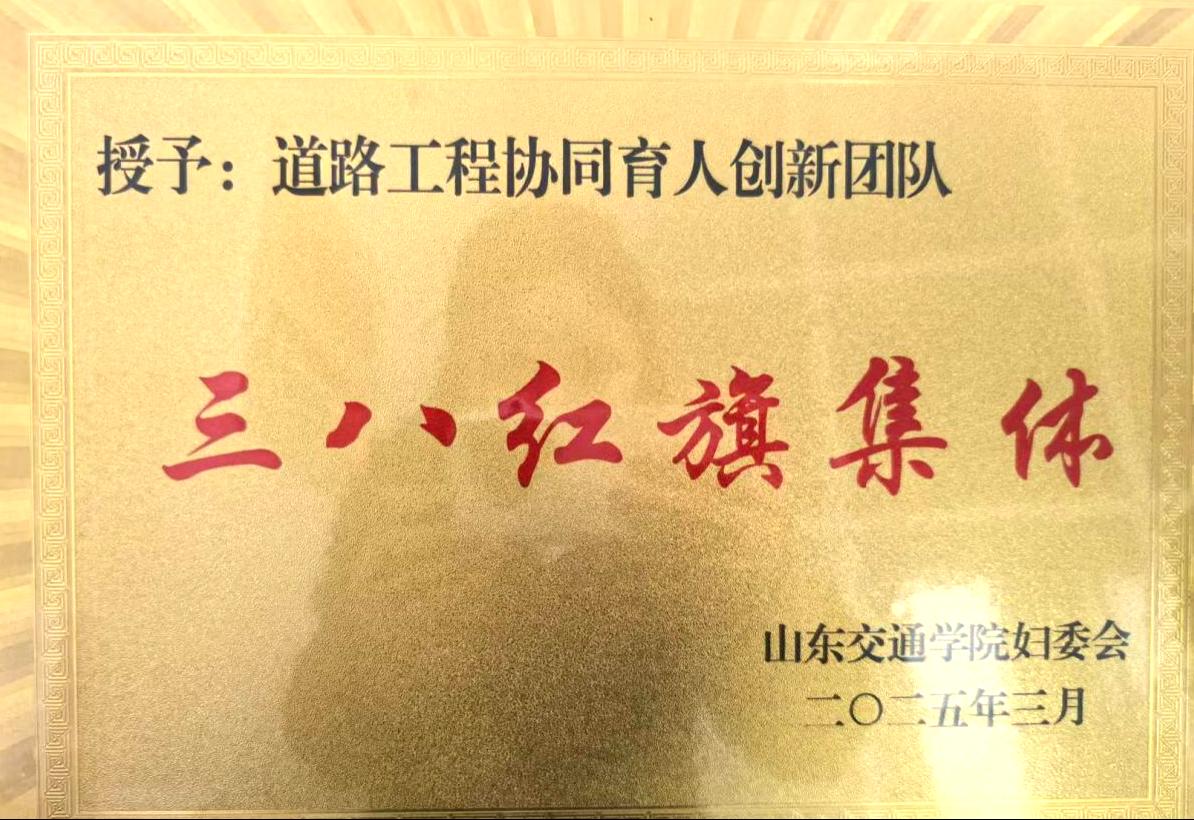 授予：道路工程协同育人创新团队
三八红旗集体
山东交通学院妇委会
二〇二五年三月